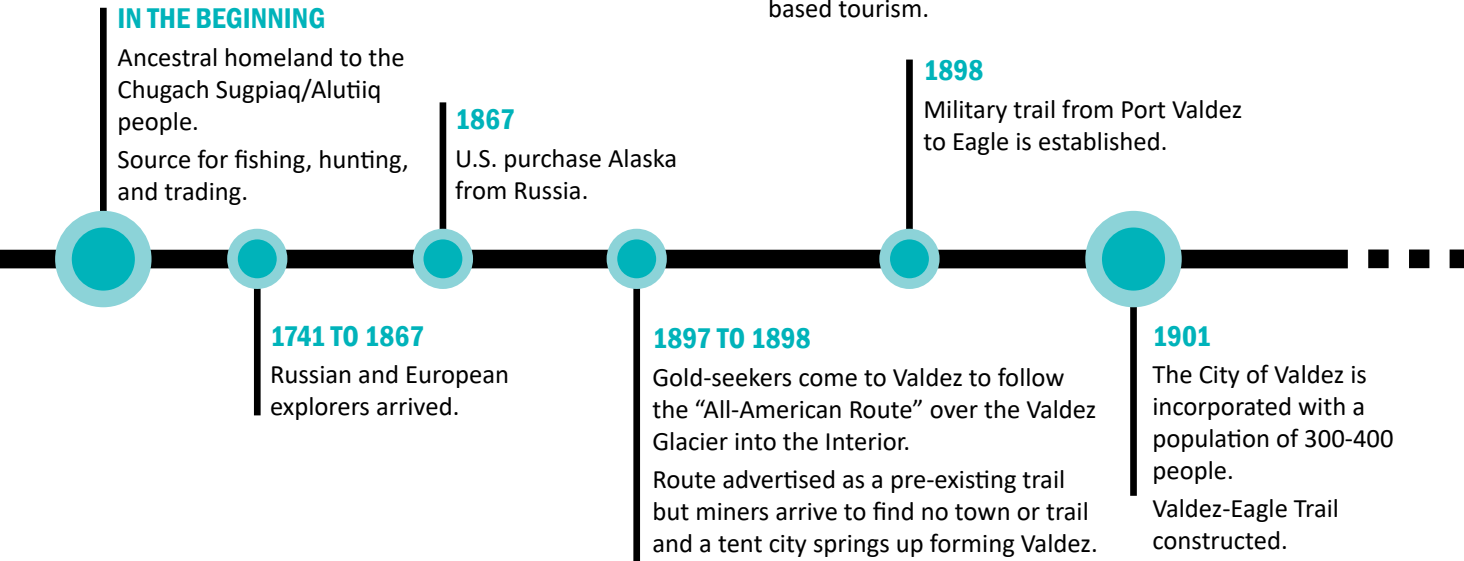 based tourism.
IN THE BEGINNING
Ancestral homeland to the
Chugach Sugpiaq/Alutiiq
people.
Source for fishing, hunting,
and trading.
1741 TO 1867
Russian and European
explorers arrived.
1867
U.S. purchase Alaska
from Russia.
1897 TO 1898
Gold-seekers come to Valdez to follow
the “All-American Route” over the Valdez
Glacier into the Interior.
Route advertised as a pre-existing trail
but miners arrive to find no town or trail
and a tent city springs up forming Valdez.
1898
Military trail from Port Valdez
to Eagle is established.
1901
The City of Valdez is
incorporated with a
population of 300-400
people.
Valdez-Eagle Trail
constructed.